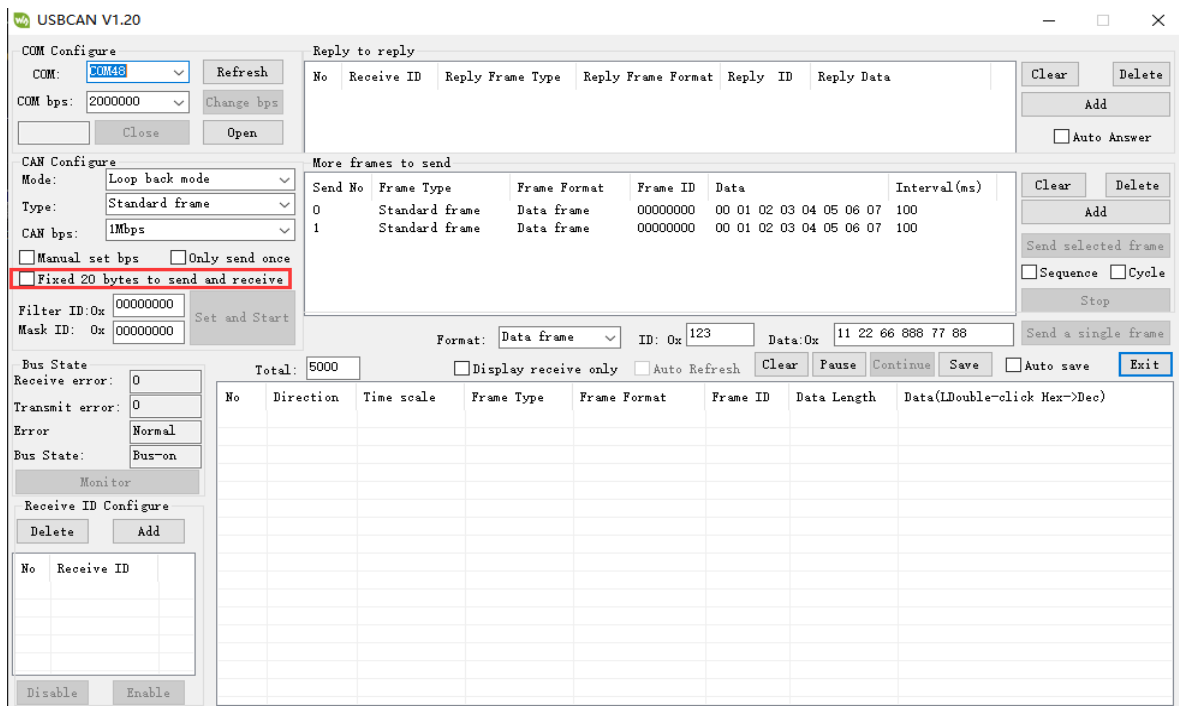 USBCAN V1.20
COM Configure
COM: COM48 Refresh
COM bps: 2000000 Change bps
Close Open
Reply to reply
No Receive ID Reply Frame Type Reply Frame Format Reply ID Reply Data
Clear Delete
Add
Auto Answer
CAN Configure
Mode: Loop back mode
Type: Standard frame
CAN bps: 1Mbps
Manual set bps Only send once
Fixed 20 bytes to send and receive
Filter ID:0x 00000000
Mask ID: 0x 00000000
Set and Start
More frames to send
Send No Frame Type Frame Format Frame ID Data Interval(ms)
0 Standard frame Data frame 00000000 00 01 02 03 04 05 06 07 100
1 Standard frame Data frame 00000000 00 01 02 03 04 05 06 07 100
Clear Delete
Add
Send selected frame
Sequence Cycle
Stop
Format: Data frame ID: 0x 123 Data:0x 11 22 66 888 77 88 Send a single frame
Total: 5000 Display receive only Auto Refresh Clear Pause Continue Save Auto save Exit
Bus State
Receive error: 0
Transmit error: 0
Error Normal
Bus State: Bus-on
Monitor
No Direction Time scale Frame Type Frame Format Frame ID Data Length Data(LDouble-click Hex->Dec)
Receive ID Configure
Delete Add
No Receive ID
Disable Enable